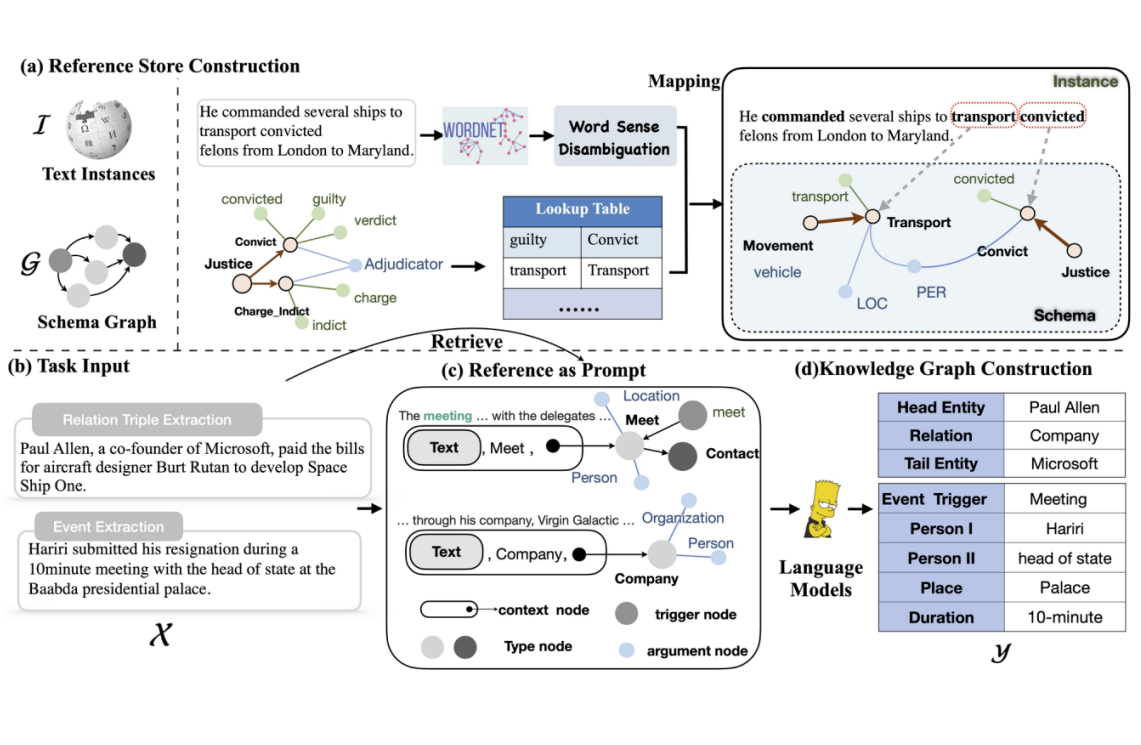 (a) Reference Store Construction
ℐ
Text Instances
𝒢
Schema Graph
He commanded several ships to
transport convicted
felons from London to Maryland.
WORDNET
Word Sense
Disambiguation
convicted
guilty
verdict
Convict
Justice
Adjudicator
Charge_Indict
charge
indict
Lookup Table
guilty Convict
transport Transport
......
Mapping
Instance
He commanded several ships to transport convicted
felons from London to Maryland.
transport
convicted
Transport
Movement
vehicle
Convict
Justice
LOC
PER
Schema
Retrieve
(b) Task Input
Relation Triple Extraction
Paul Allen, a co-founder of Microsoft, paid the bills
for aircraft designer Burt Rutan to develop Space
Ship One.
Event Extraction
Hariri submitted his resignation during a
10minute meeting with the head of state at the
Baabda presidential palace.
𝒳
(c) Reference as Prompt
The meeting ... with the delegates ...
Location
Meet
meet
Text , Meet ,
Contact
Person
... through his company, Virgin Galactic ...
Organization
Text , Company,
Person
Company
context node
trigger node
Type node
argument node
Language
Models
(d)Knowledge Graph Construction
Head Entity Paul Allen
Relation Company
Tail Entity Microsoft
Event Trigger Meeting
Person I Hariri
Person II head of state
Place Palace
Duration 10-minute
𝒴